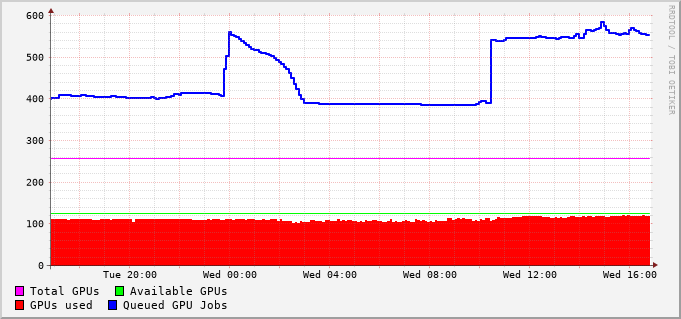 600
500
400
300
200
100
0
Tue 20:00 Wed 00:00 Wed 04:00 Wed 08:00 Wed 12:00 Wed 16:00
Total GPUs Available GPUs
GPUs used Queued GPU Jobs
RRDTOOL / TOBI OETIKER